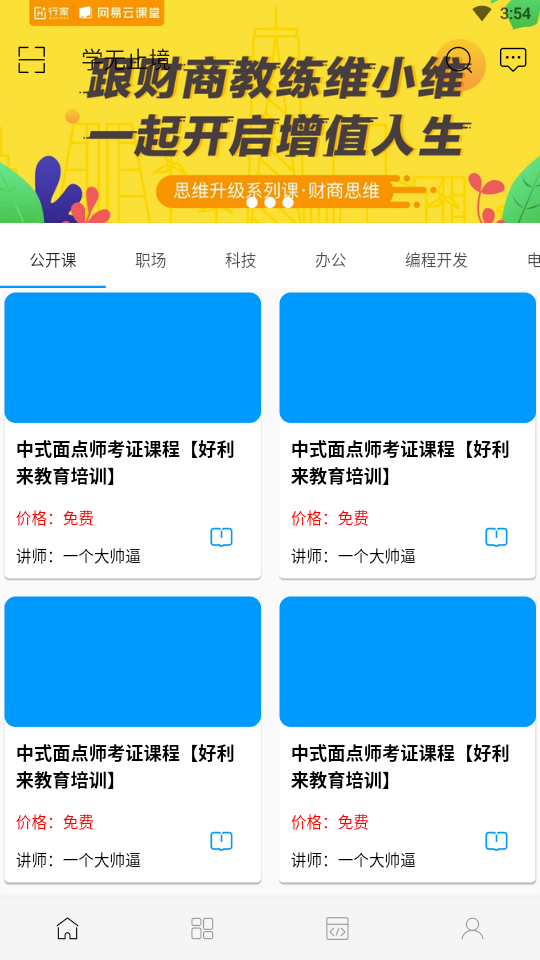 行家 网易云课堂
3:54
学无止境
跟财商教练维小维
一起开启增值人生
思维升级系列课·财商思维
公开课 职场 科技 办公 编程开发 电
中式面点师考证课程【好利
来教育培训】
价格：免费
讲师：一个大帅逼
中式面点师考证课程【好利
来教育培训】
价格：免费
讲师：一个大帅逼
中式面点师考证课程【好利
来教育培训】
价格：免费
讲师：一个大帅逼
中式面点师考证课程【好利
来教育培训】
价格：免费
讲师：一个大帅逼